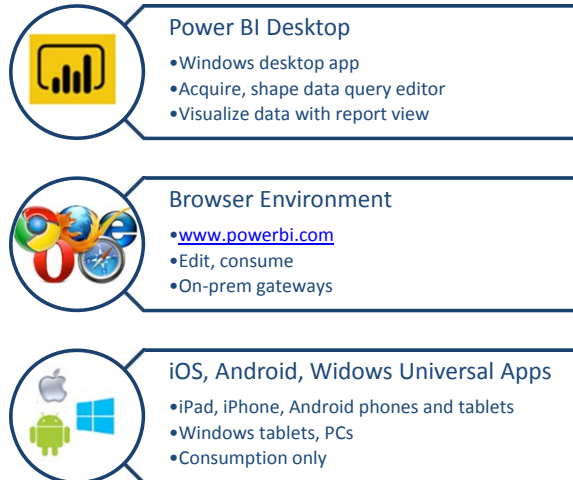 Power BI Desktop
•Windows desktop app
•Acquire, shape data query editor
•Visualize data with report view
Browser Environment
•www.powerbi.com
•Edit, consume
•On-prem gateways
iOS, Android, Widows Universal Apps
•iPad, iPhone, Android phones and tablets
•Windows tablets, PCs
•Consumption only